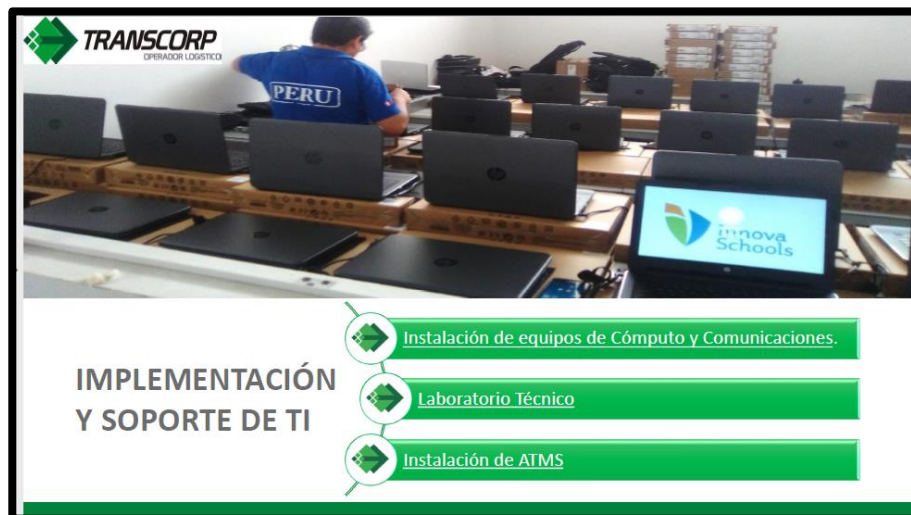 TRANSCORP
OPERADOR LOGISTICO
PERU
hp
innova
Schools
IMPLEMENTACIÓN
Y SOPORTE DE TI
Instalación de equipos de Cómputo y Comunicaciones.
Laboratorio Técnico
Instalación de ATMS